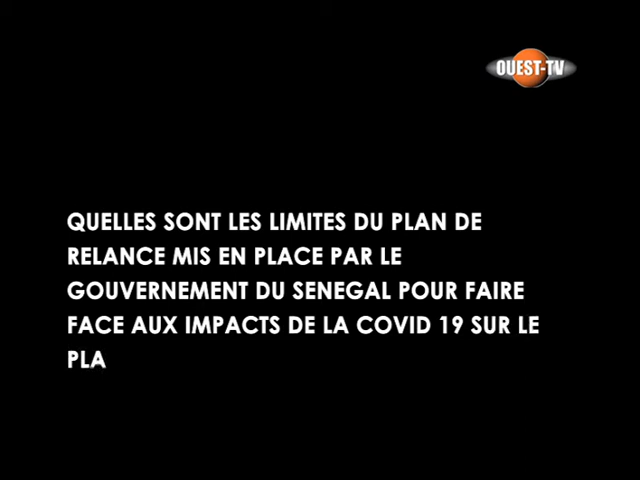 OUEST-TV
QUELLES SONT LES LIMITES DU PLAN DE
RELANCE MIS EN PLACE PAR LE
GOUVERNEMENT DU SENEGAL POUR FAIRE
FACE AUX IMPACTS DE LA COVID 19 SUR LE
PLA